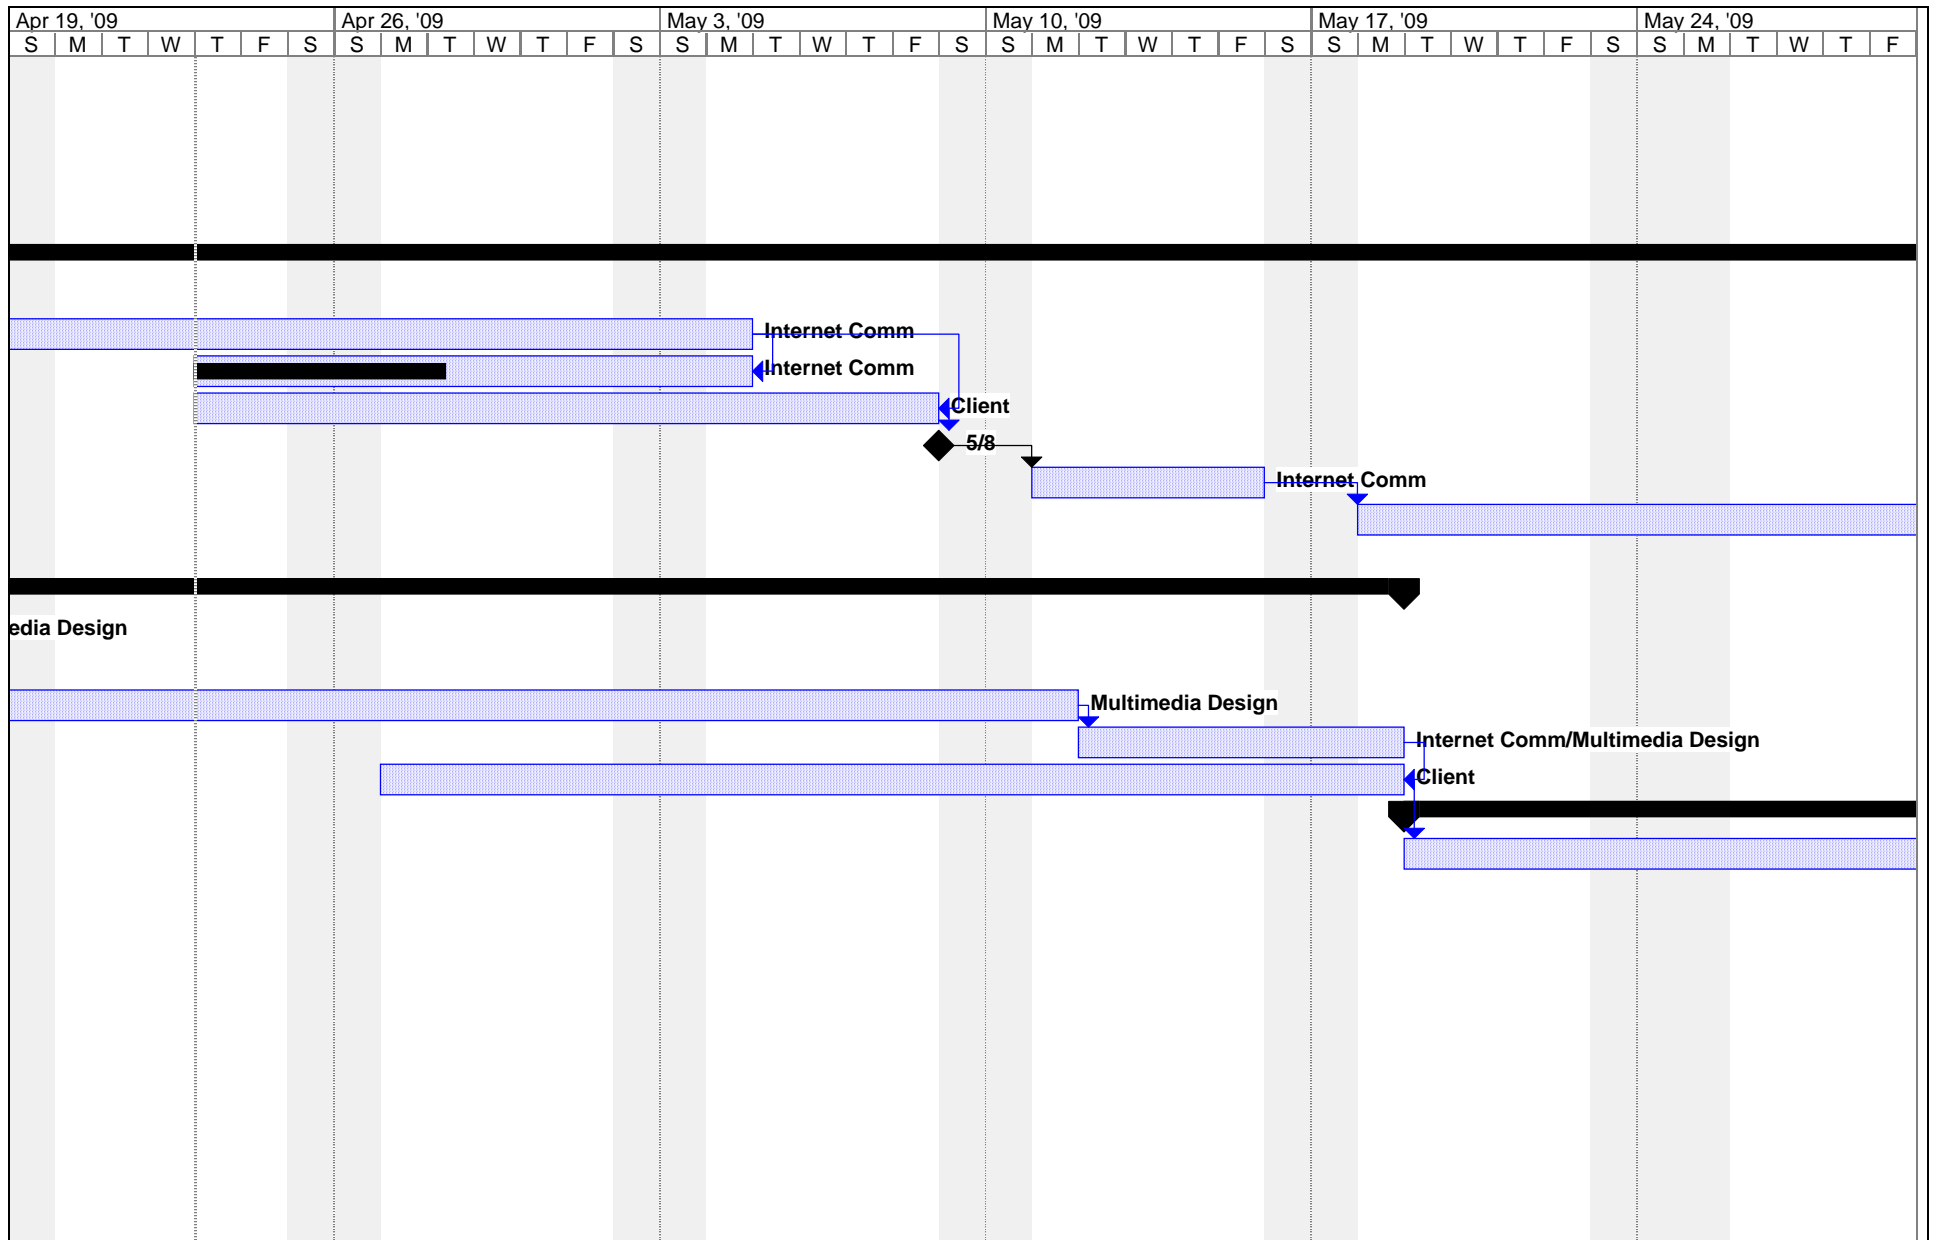 Apr 19, '09 Apr 26, '09 May 3, '09 May 10, '09 May 17, '09 May 24, '09
S M T W T F S S M T W T F S S M T W T F S S M T W T F S S M T W T F S S M T W T F
Internet Comm
Internet Comm
Client
5/8
Internet Comm
edia Design
Multimedia Design
Internet Comm/Multimedia Design
Client